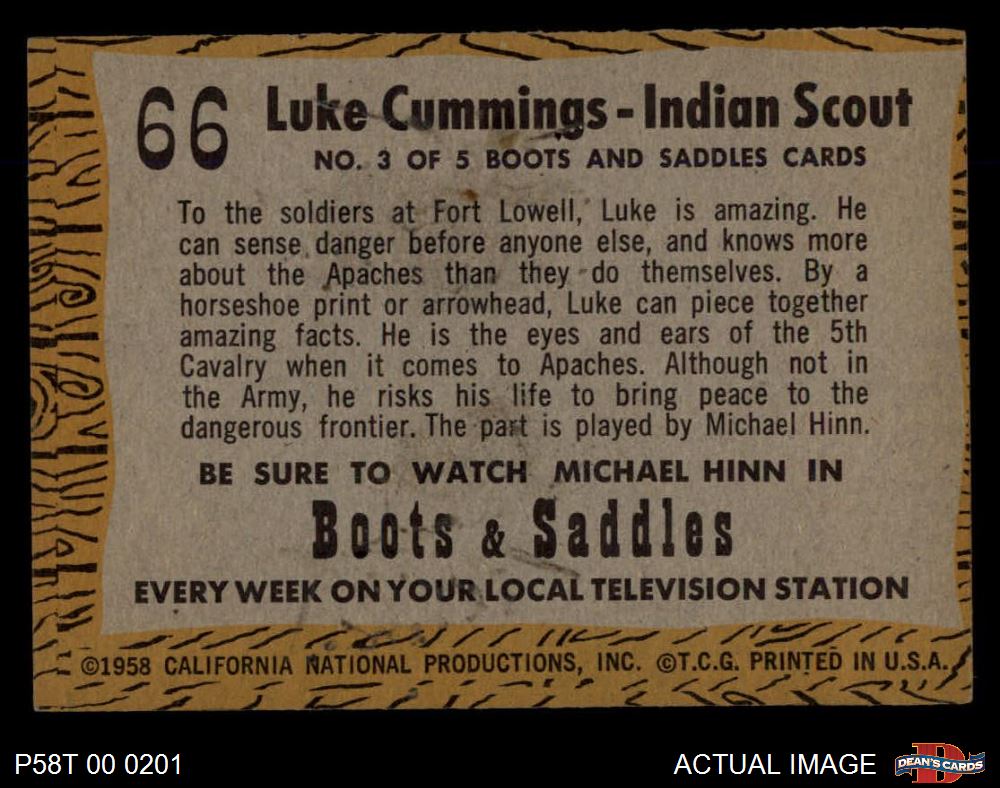 66 Luke Cummings - Indian Scout
NO. 3 OF 5 BOOTS AND SADDLES CARDS
To the soldiers at Fort Lowell, Luke is amazing. He
can sense danger before anyone else, and knows more
about the Apaches than they do themselves. By a
horseshoe print or arrowhead, Luke can piece together
amazing facts. He is the eyes and ears of the 5th
Cavalry when it comes to Apaches. Although not in
the Army, he risks his life to bring peace to the
dangerous frontier. The part is played by Michael Hinn.
BE SURE TO WATCH MICHAEL HINN IN
Boots & Saddles
EVERY WEEK ON YOUR LOCAL TELEVISION STATION
©1958 CALIFORNIA NATIONAL PRODUCTIONS, INC. ©T.C.G. PRINTED IN U.S.A.
P58T 00 0201
ACTUAL IMAGE
D
DEAN'S CARDS